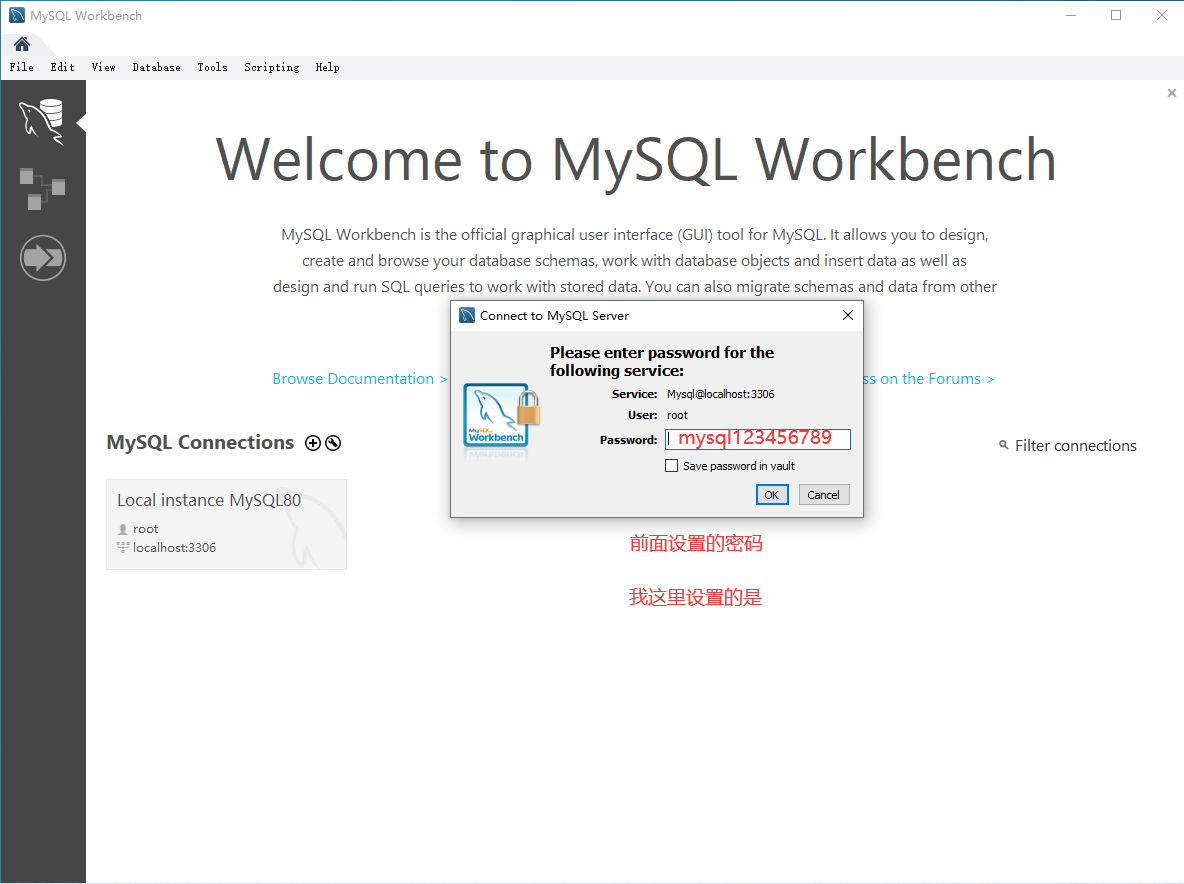 MySQL Workbench
File Edit View Database Tools Scripting Help
Welcome to MySQL Workbench
MySQL Workbench is the official graphical user interface (GUI) tool for MySQL. It allows you to design,
create and browse your database schemas, work with database objects and insert data as well as
design and run SQL queries to work with stored data. You can also migrate schemas and data from other
Connect to MySQL Server
Please enter password for the
following service:
Service: Mysql@localhost:3306
User: root
Password: mysql123456789
Save password in vault
OK Cancel
MySQL Workbench
Browse Documentation >
ss on the Forums >
MySQL Connections
Filter connections
Local instance MySQL80
root
localhost:3306
前面设置的密码
我这里设置的是